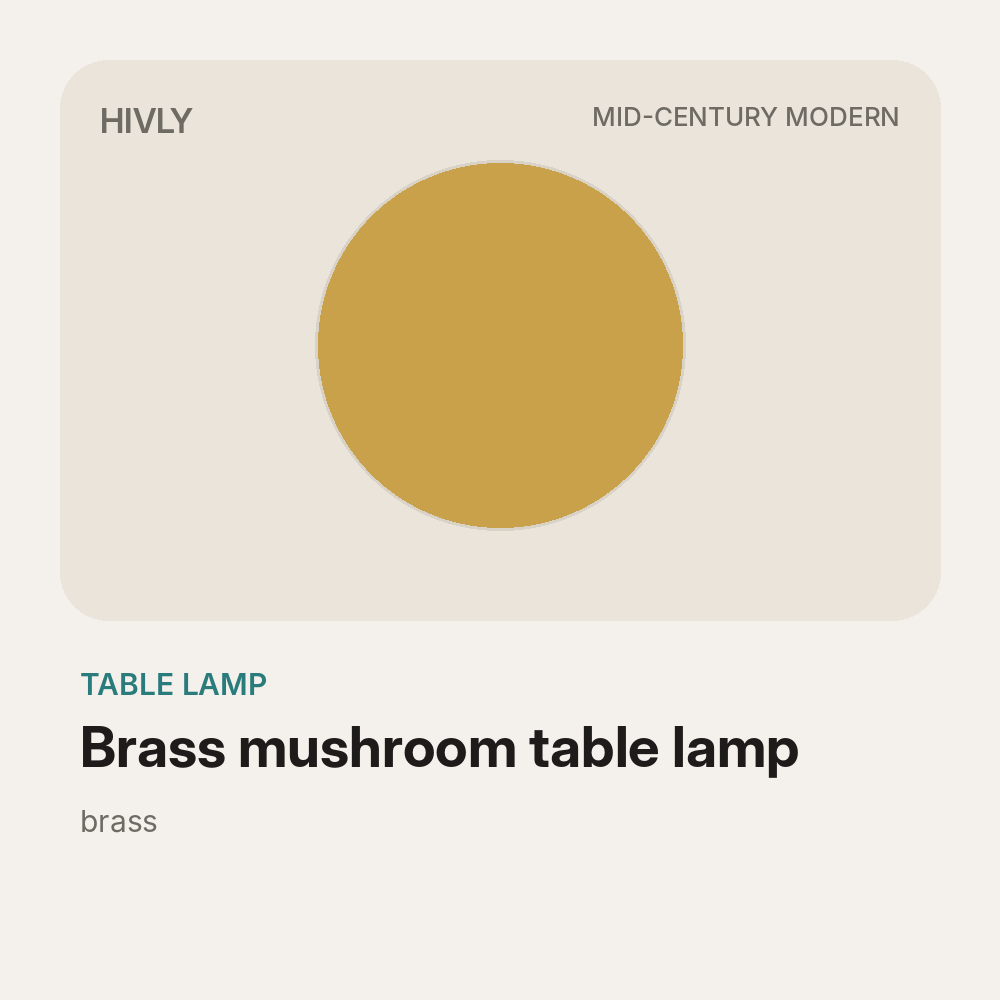 HIVLY
MID-CENTURY MODERN
TABLE LAMP
Brass mushroom table lamp
brass